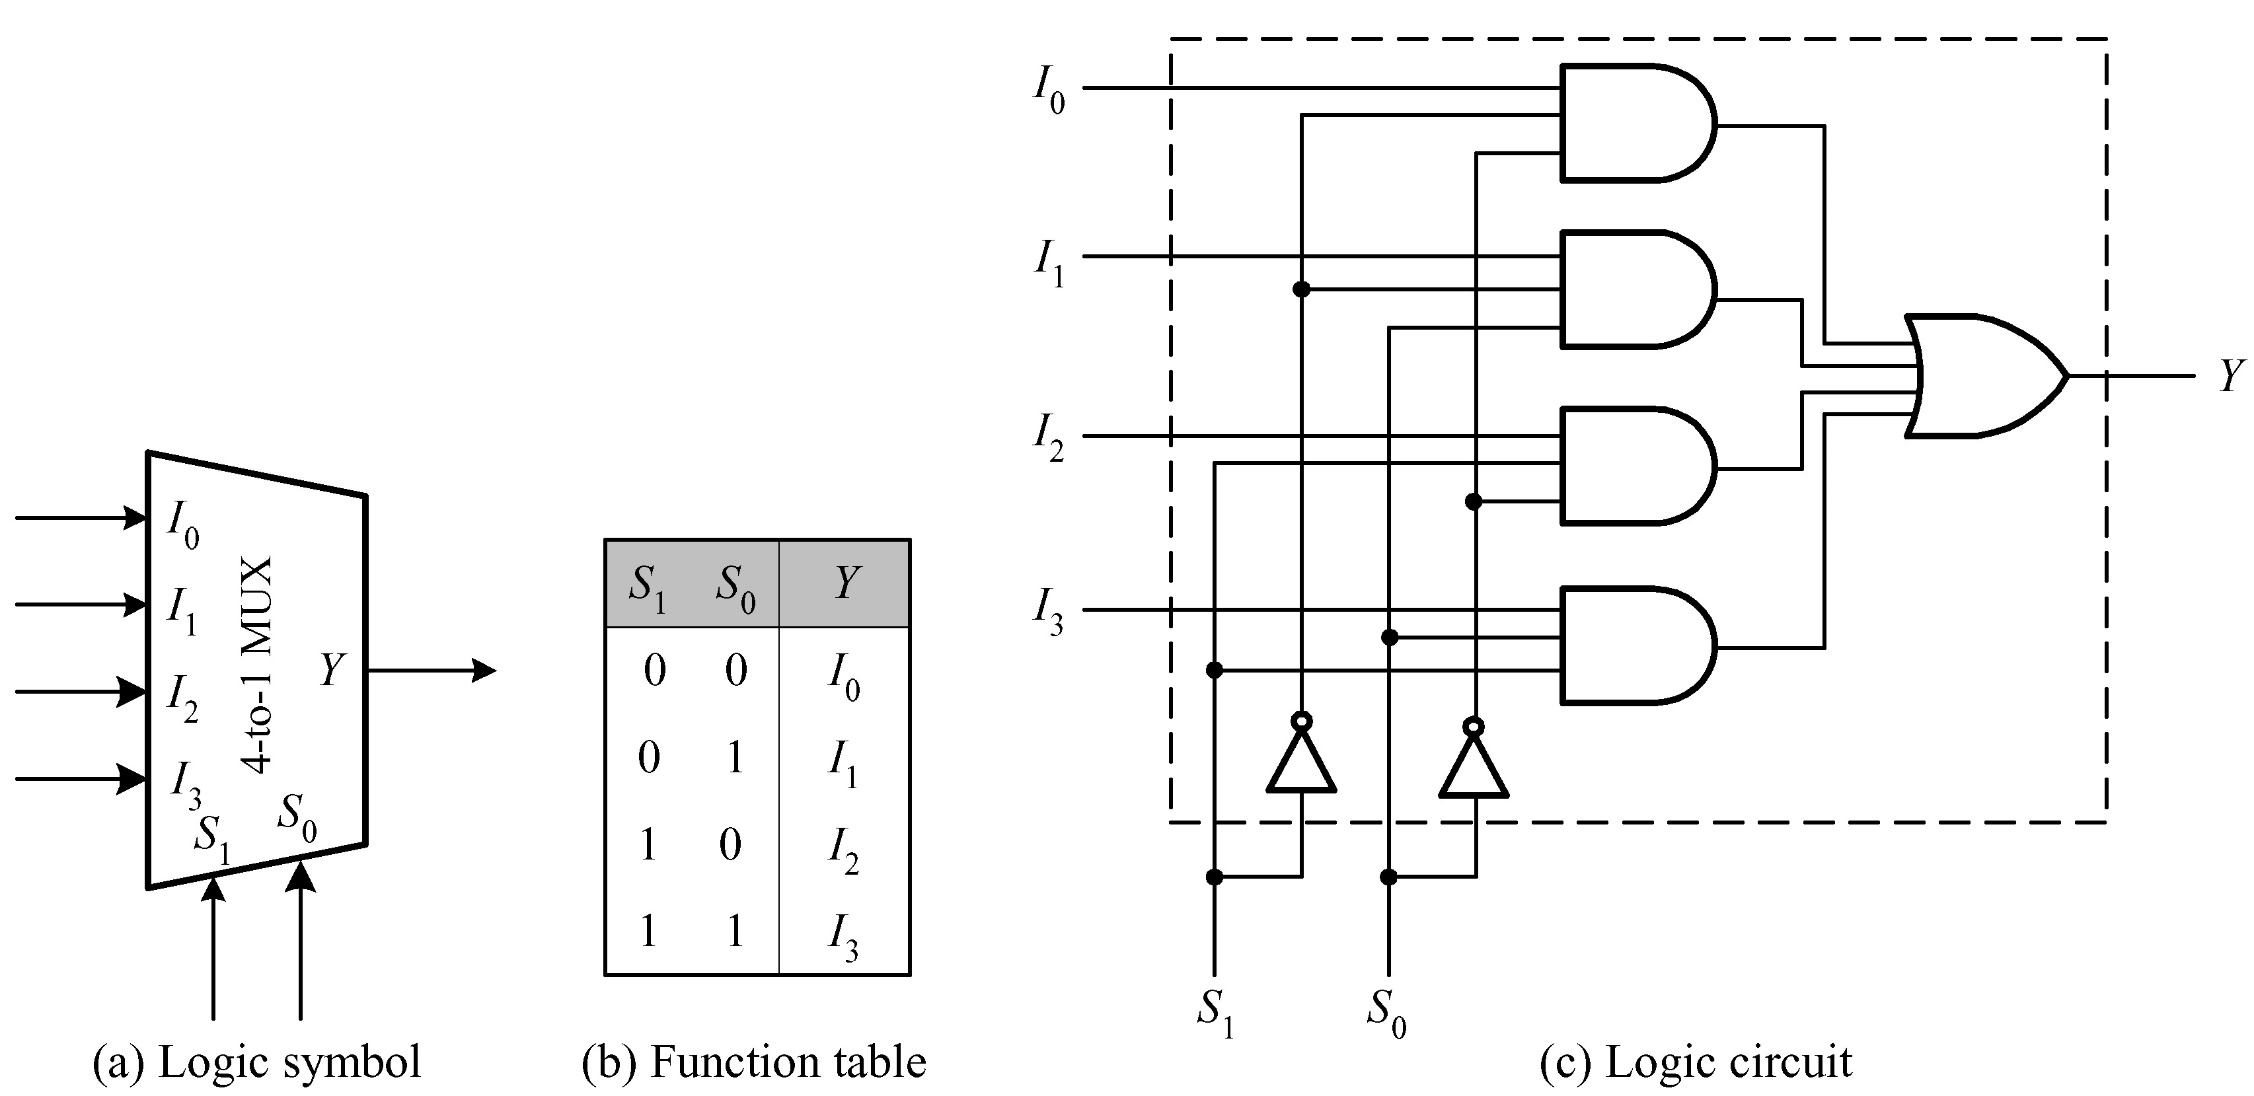 I0
I1
I2
I3
4-to-1 MUX
Y
S1
S0
(a) Logic symbol
S1 S0 Y
0 0 I0
0 1 I1
1 0 I2
1 1 I3
(b) Function table
I0
I1
I2
I3
Y
S1 S0
(c) Logic circuit